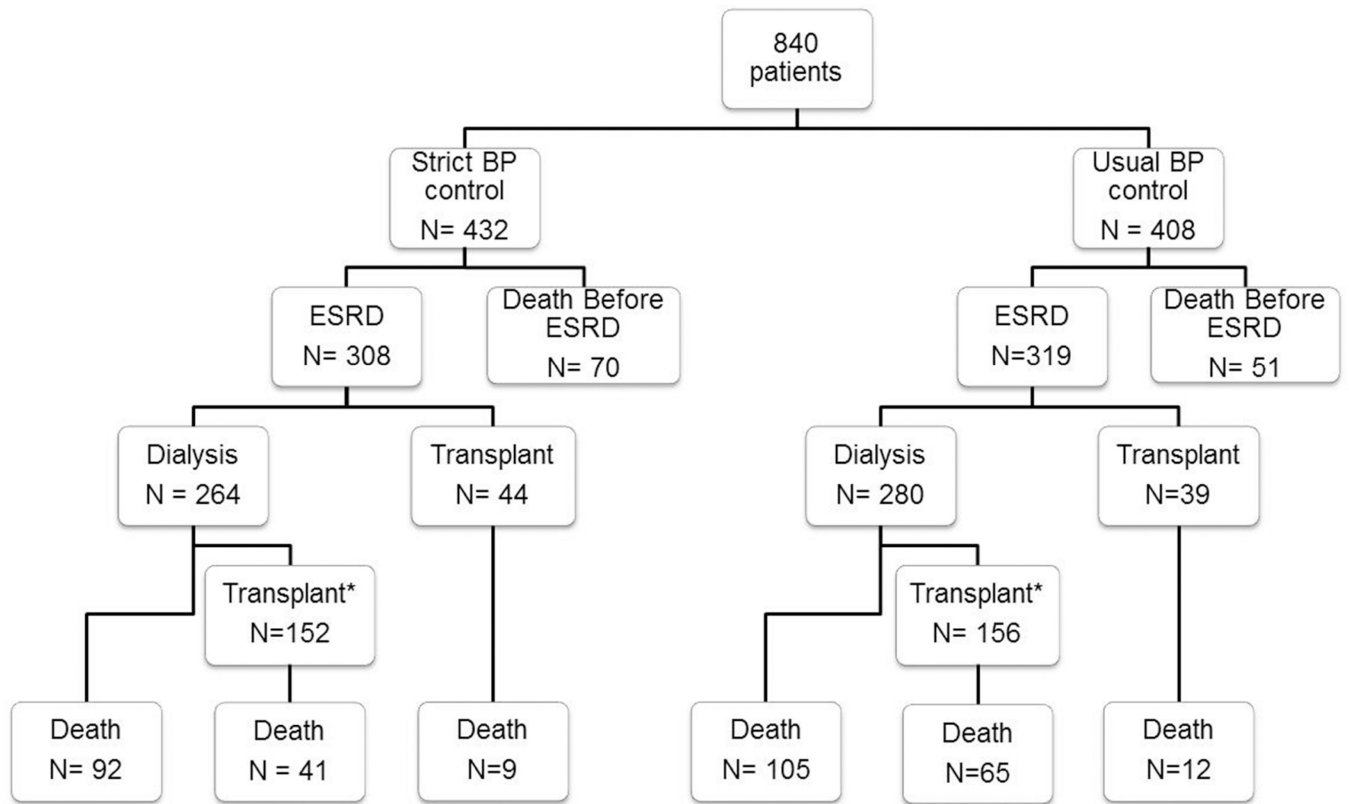 840
patients
Strict BP
control
N= 432
Usual BP
control
N = 408
ESRD
N= 308
Death Before
ESRD
N= 70
ESRD
N=319
Death Before
ESRD
N= 51
Dialysis
N = 264
Transplant
N= 44
Dialysis
N= 280
Transplant
N=39
Transplant*
N=152
Transplant*
N= 156
Death
N= 92
Death
N = 41
Death
N=9
Death
N= 105
Death
N=65
Death
N=12